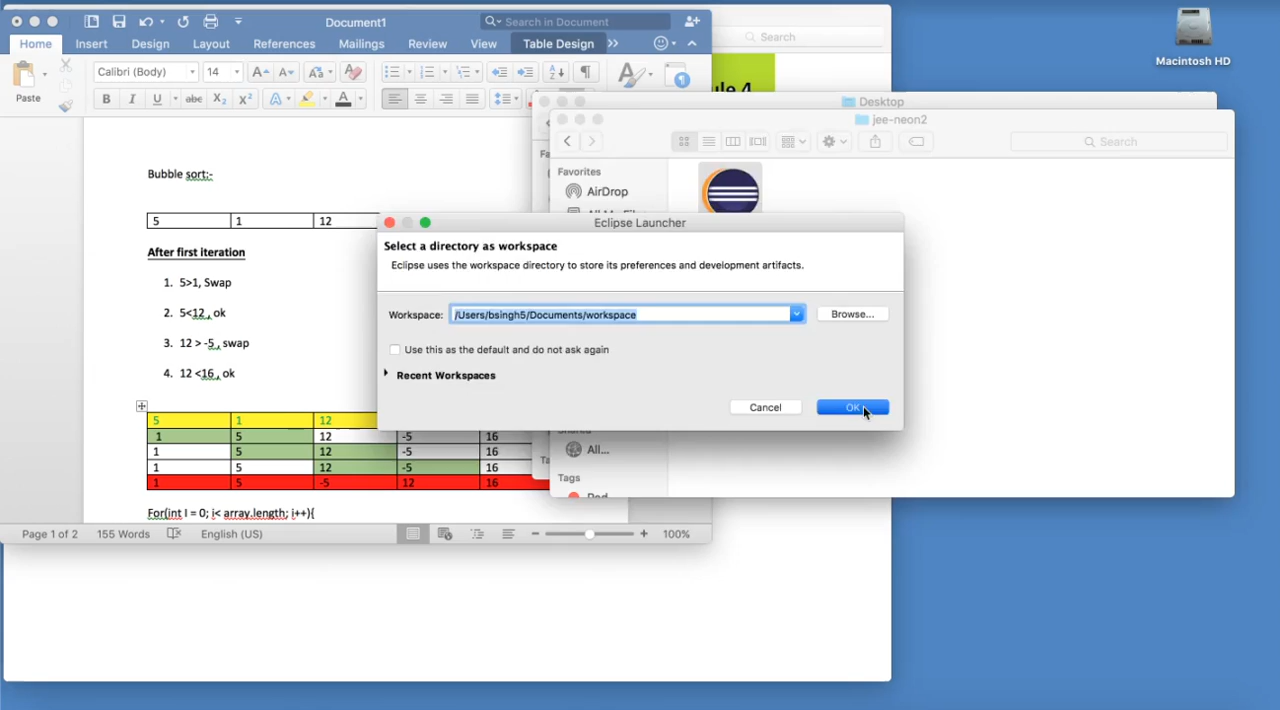 Document1
Search in Document
Home Insert Design Layout References Mailings Review View Table Design
Paste
Calibri (Body) 14
Search
Macintosh HD
Desktop
jee-neon2
Search
Favorites
AirDrop
Bubble sort:-
5 1 12
After first iteration
1. 5>1, Swap
2. 5<12 , ok
3. 12 > -5 , swap
4. 12 <16 , ok
5 1 12
1 5 12 -5 16
1 5 12 -5 16
1 5 12 -5 16
1 5 -5 12 16
For(int I = 0; i< array.length; i++){
Page 1 of 2 155 Words English (US) 100%
Eclipse Launcher
Select a directory as workspace
Eclipse uses the workspace directory to store its preferences and development artifacts.
Workspace: /Users/bsingh5/Documents/workspace Browse...
Use this as the default and do not ask again
Recent Workspaces
Cancel OK
All...
Tags